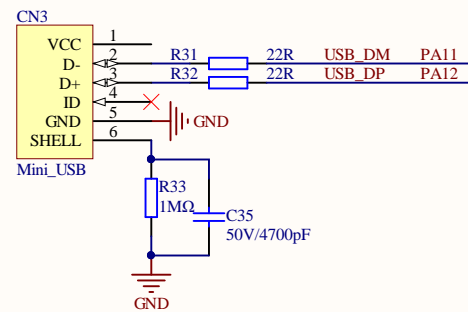 CN3
VCC 1
D- 2 R31 22R USB_DM PA11
D+ 3 R32 22R USB_DP PA12
ID 4
GND 5 GND
SHELL 6
Mini_USB
R33
1MΩ
C35
50V/4700pF
GND